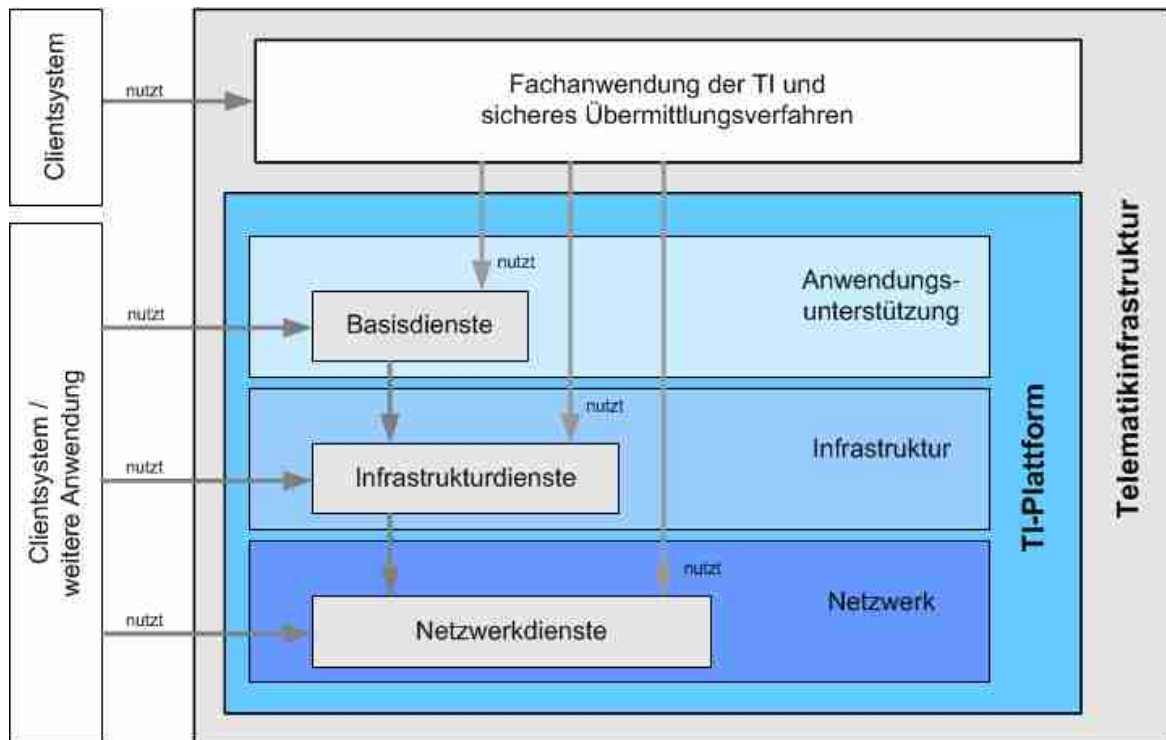 Clientsystem
nutzt
Fachanwendung der TI und
sicheres Übermittlungsverfahren
Clientsystem /
weitere Anwendung
nutzt
nutzt
Basisdienste
Anwendungs-
unterstützung
nutzt
nutzt
Infrastrukturdienste
Infrastruktur
nutzt
nutzt
Netzwerkdienste
Netzwerk
TI-Plattform
Telematikinfrastruktur